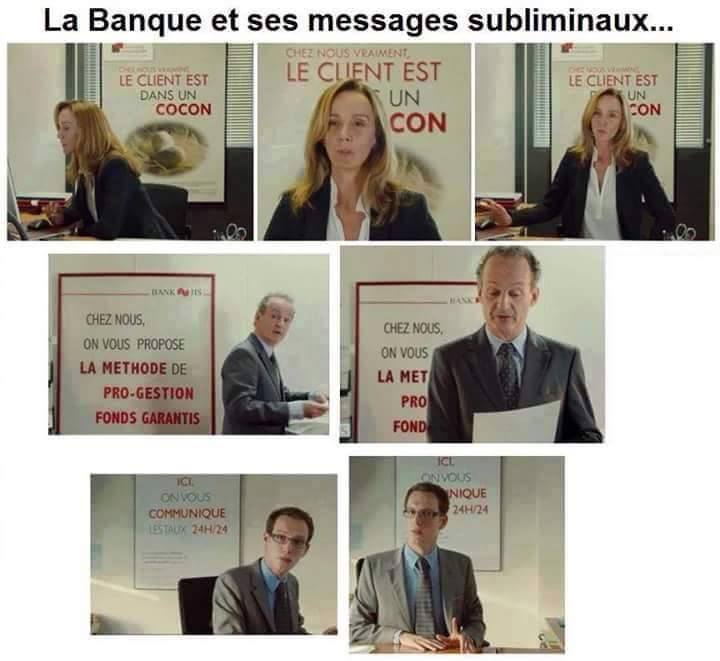 La Banque et ses messages subliminaux...
CHEZ NOUS VRAIMENT,
LE CLIENT EST
DANS UN
COCON
CHEZ NOUS VRAIMENT,
LE CLIENT EST
UN
CON
CHEZ NOUS VRAIMENT,
LE CLIENT EST
UN
CON
BANK HS
CHEZ NOUS,
ON VOUS PROPOSE
LA METHODE DE
PRO-GESTION
FONDS GARANTIS
BANK
CHEZ NOUS,
ON VOUS
LA MET
PRO
FOND
ICI,
ON VOUS
COMMUNIQUE
LES TAUX 24H/24
ICI,
ON VOUS
NIQUE
24H/24